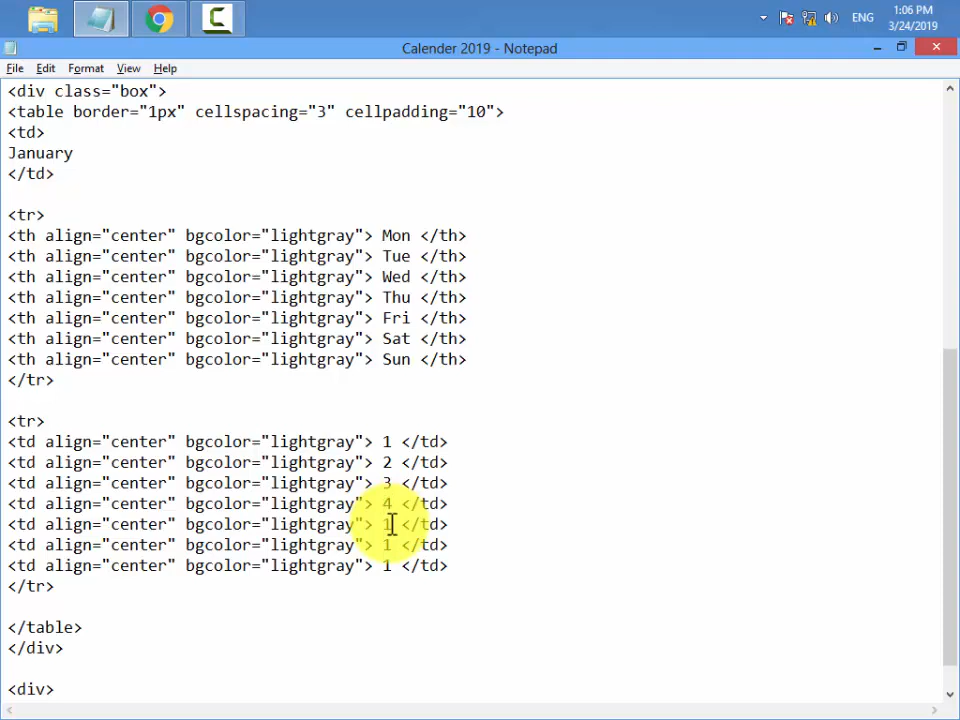 1:06 PM
ENG
3/24/2019
Calender 2019 - Notepad
File Edit Format View Help
<div class="box">
<table border="1px" cellspacing="3" cellpadding="10">
<td>
January
</td>
<tr>
<th align="center" bgcolor="lightgray"> Mon </th>
<th align="center" bgcolor="lightgray"> Tue </th>
<th align="center" bgcolor="lightgray"> Wed </th>
<th align="center" bgcolor="lightgray"> Thu </th>
<th align="center" bgcolor="lightgray"> Fri </th>
<th align="center" bgcolor="lightgray"> Sat </th>
<th align="center" bgcolor="lightgray"> Sun </th>
</tr>
<tr>
<td align="center" bgcolor="lightgray"> 1 </td>
<td align="center" bgcolor="lightgray"> 2 </td>
<td align="center" bgcolor="lightgray"> 3 </td>
<td align="center" bgcolor="lightgray"> 4 </td>
<td align="center" bgcolor="lightgray"> 1 </td>
<td align="center" bgcolor="lightgray"> 1 </td>
<td align="center" bgcolor="lightgray"> 1 </td>
</tr>
</table>
</div>
<div>